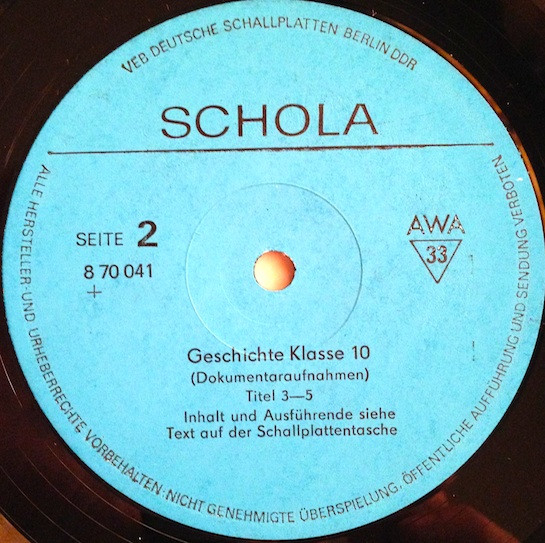 VEB DEUTSCHE SCHALLPLATTEN BERLIN DDR
SCHOLA
SEITE 2
8 70 041
+
AWA
33
Geschichte Klasse 10
(Dokumentaraufnahmen)
Titel 3—5
Inhalt und Ausführende siehe
Text auf der Schallplattentasche
ALLE HERSTELLER- UND URHEBERRECHTE VORBEHALTEN · NICHT GENEHMIGTE ÜBERSPIELUNG, ÖFFENTLICHE AUFFÜHRUNG UND SENDUNG VERBOTEN